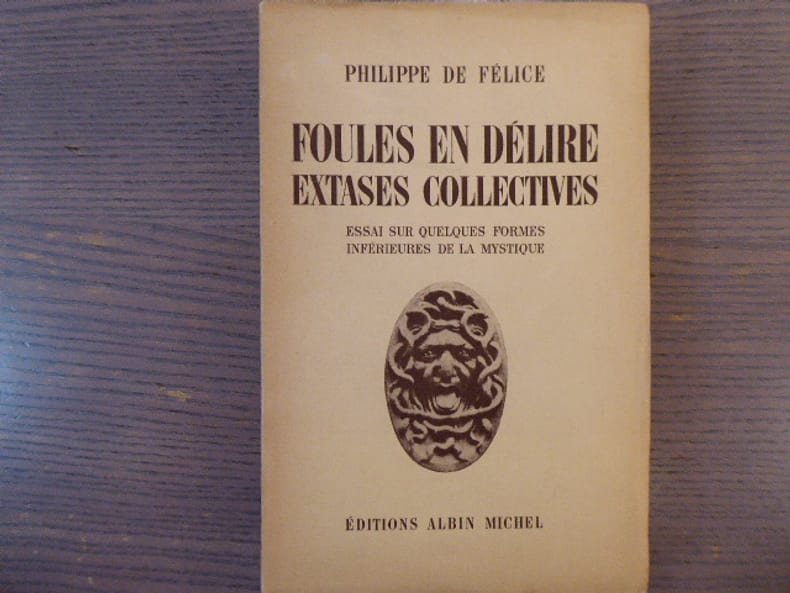 PHILIPPE DE FÉLICE
FOULES EN DÉLIRE
EXTASES COLLECTIVES
ESSAI SUR QUELQUES FORMES
INFÉRIEURES DE LA MYSTIQUE
ÉDITIONS ALBIN MICHEL